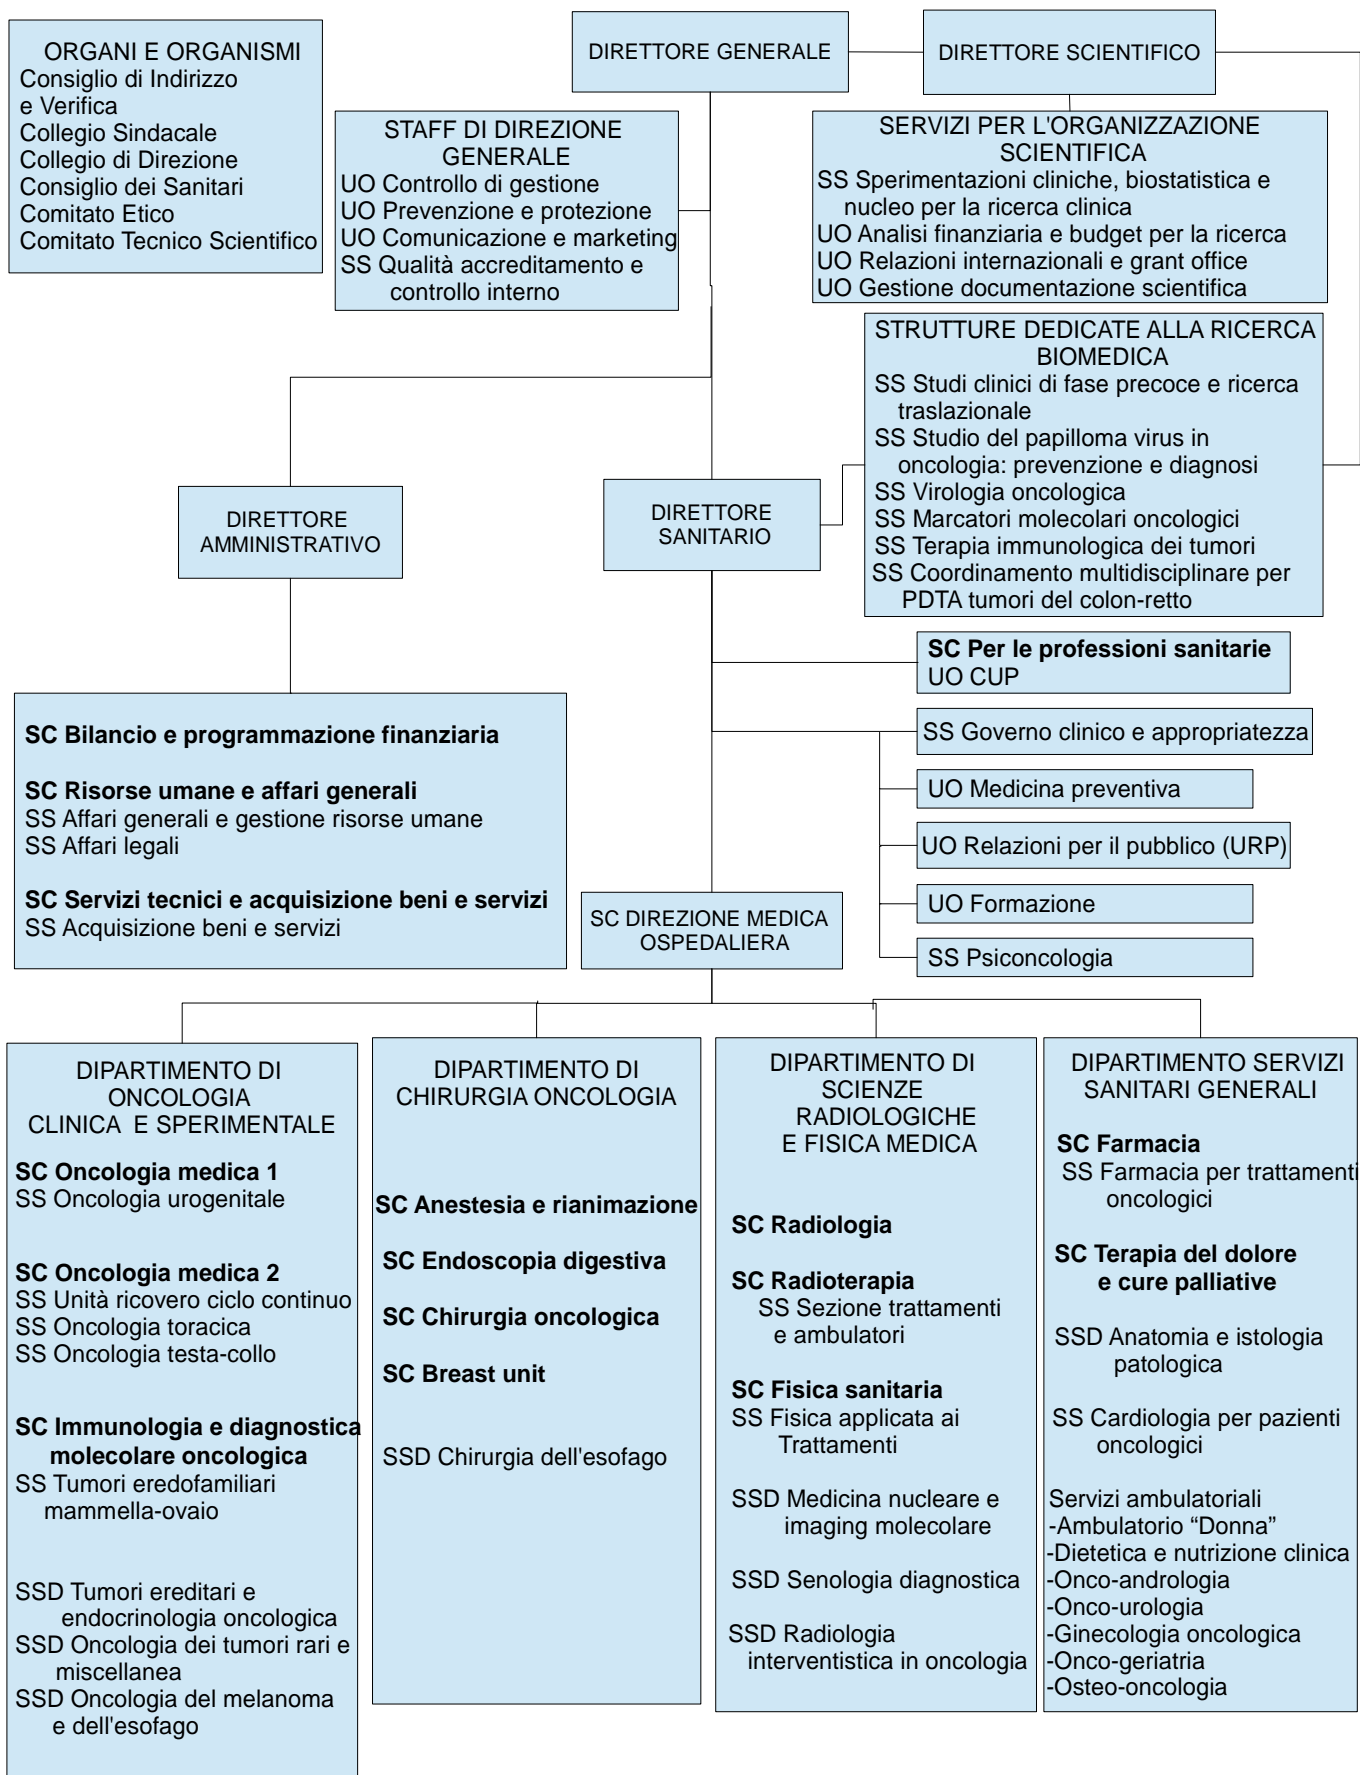 ORGANI E ORGANISMI
Consiglio di Indirizzo
e Verifica
Collegio Sindacale
Collegio di Direzione
Consiglio dei Sanitari
Comitato Etico
Comitato Tecnico Scientifico
DIRETTORE GENERALE
DIRETTORE SCIENTIFICO
STAFF DI DIREZIONE
GENERALE
UO Controllo di gestione
UO Prevenzione e protezione
UO Comunicazione e marketing
SS Qualità accreditamento e
controllo interno
SERVIZI PER L'ORGANIZZAZIONE
SCIENTIFICA
SS Sperimentazioni cliniche, biostatistica e
nucleo per la ricerca clinica
UO Analisi finanziaria e budget per la ricerca
UO Relazioni internazionali e grant office
UO Gestione documentazione scientifica
STRUTTURE DEDICATE ALLA RICERCA
BIOMEDICA
SS Studi clinici di fase precoce e ricerca
traslazionale
SS Studio del papilloma virus in
oncologia: prevenzione e diagnosi
SS Virologia oncologica
SS Marcatori molecolari oncologici
SS Terapia immunologica dei tumori
SS Coordinamento multidisciplinare per
PDTA tumori del colon-retto
DIRETTORE
AMMINISTRATIVO
DIRETTORE
SANITARIO
SC Per le professioni sanitarie
UO CUP
SS Governo clinico e appropriatezza
UO Medicina preventiva
UO Relazioni per il pubblico (URP)
UO Formazione
SS Psiconcologia
SC Bilancio e programmazione finanziaria
SC Risorse umane e affari generali
SS Affari generali e gestione risorse umane
SS Affari legali
SC Servizi tecnici e acquisizione beni e servizi
SS Acquisizione beni e servizi
SC DIREZIONE MEDICA
OSPEDALIERA
DIPARTIMENTO DI
ONCOLOGIA
CLINICA E SPERIMENTALE
SC Oncologia medica 1
SS Oncologia urogenitale
SC Oncologia medica 2
SS Unità ricovero ciclo continuo
SS Oncologia toracica
SS Oncologia testa-collo
SC Immunologia e diagnostica
molecolare oncologica
SS Tumori eredofamiliari
mammella-ovaio
SSD Tumori ereditari e
endocrinologia oncologica
SSD Oncologia dei tumori rari e
miscellanea
SSD Oncologia del melanoma
e dell'esofago
DIPARTIMENTO DI
CHIRURGIA ONCOLOGIA
SC Anestesia e rianimazione
SC Endoscopia digestiva
SC Chirurgia oncologica
SC Breast unit
SSD Chirurgia dell'esofago
DIPARTIMENTO DI
SCIENZE
RADIOLOGICHE
E FISICA MEDICA
SC Radiologia
SC Radioterapia
SS Sezione trattamenti
e ambulatori
SC Fisica sanitaria
SS Fisica applicata ai
Trattamenti
SSD Medicina nucleare e
imaging molecolare
SSD Senologia diagnostica
SSD Radiologia
interventistica in oncologia
DIPARTIMENTO SERVIZI
SANITARI GENERALI
SC Farmacia
SS Farmacia per trattamenti
oncologici
SC Terapia del dolore
e cure palliative
SSD Anatomia e istologia
patologica
SS Cardiologia per pazienti
oncologici
Servizi ambulatoriali
-Ambulatorio “Donna”
-Dietetica e nutrizione clinica
-Onco-andrologia
-Onco-urologia
-Ginecologia oncologica
-Onco-geriatria
-Osteo-oncologia